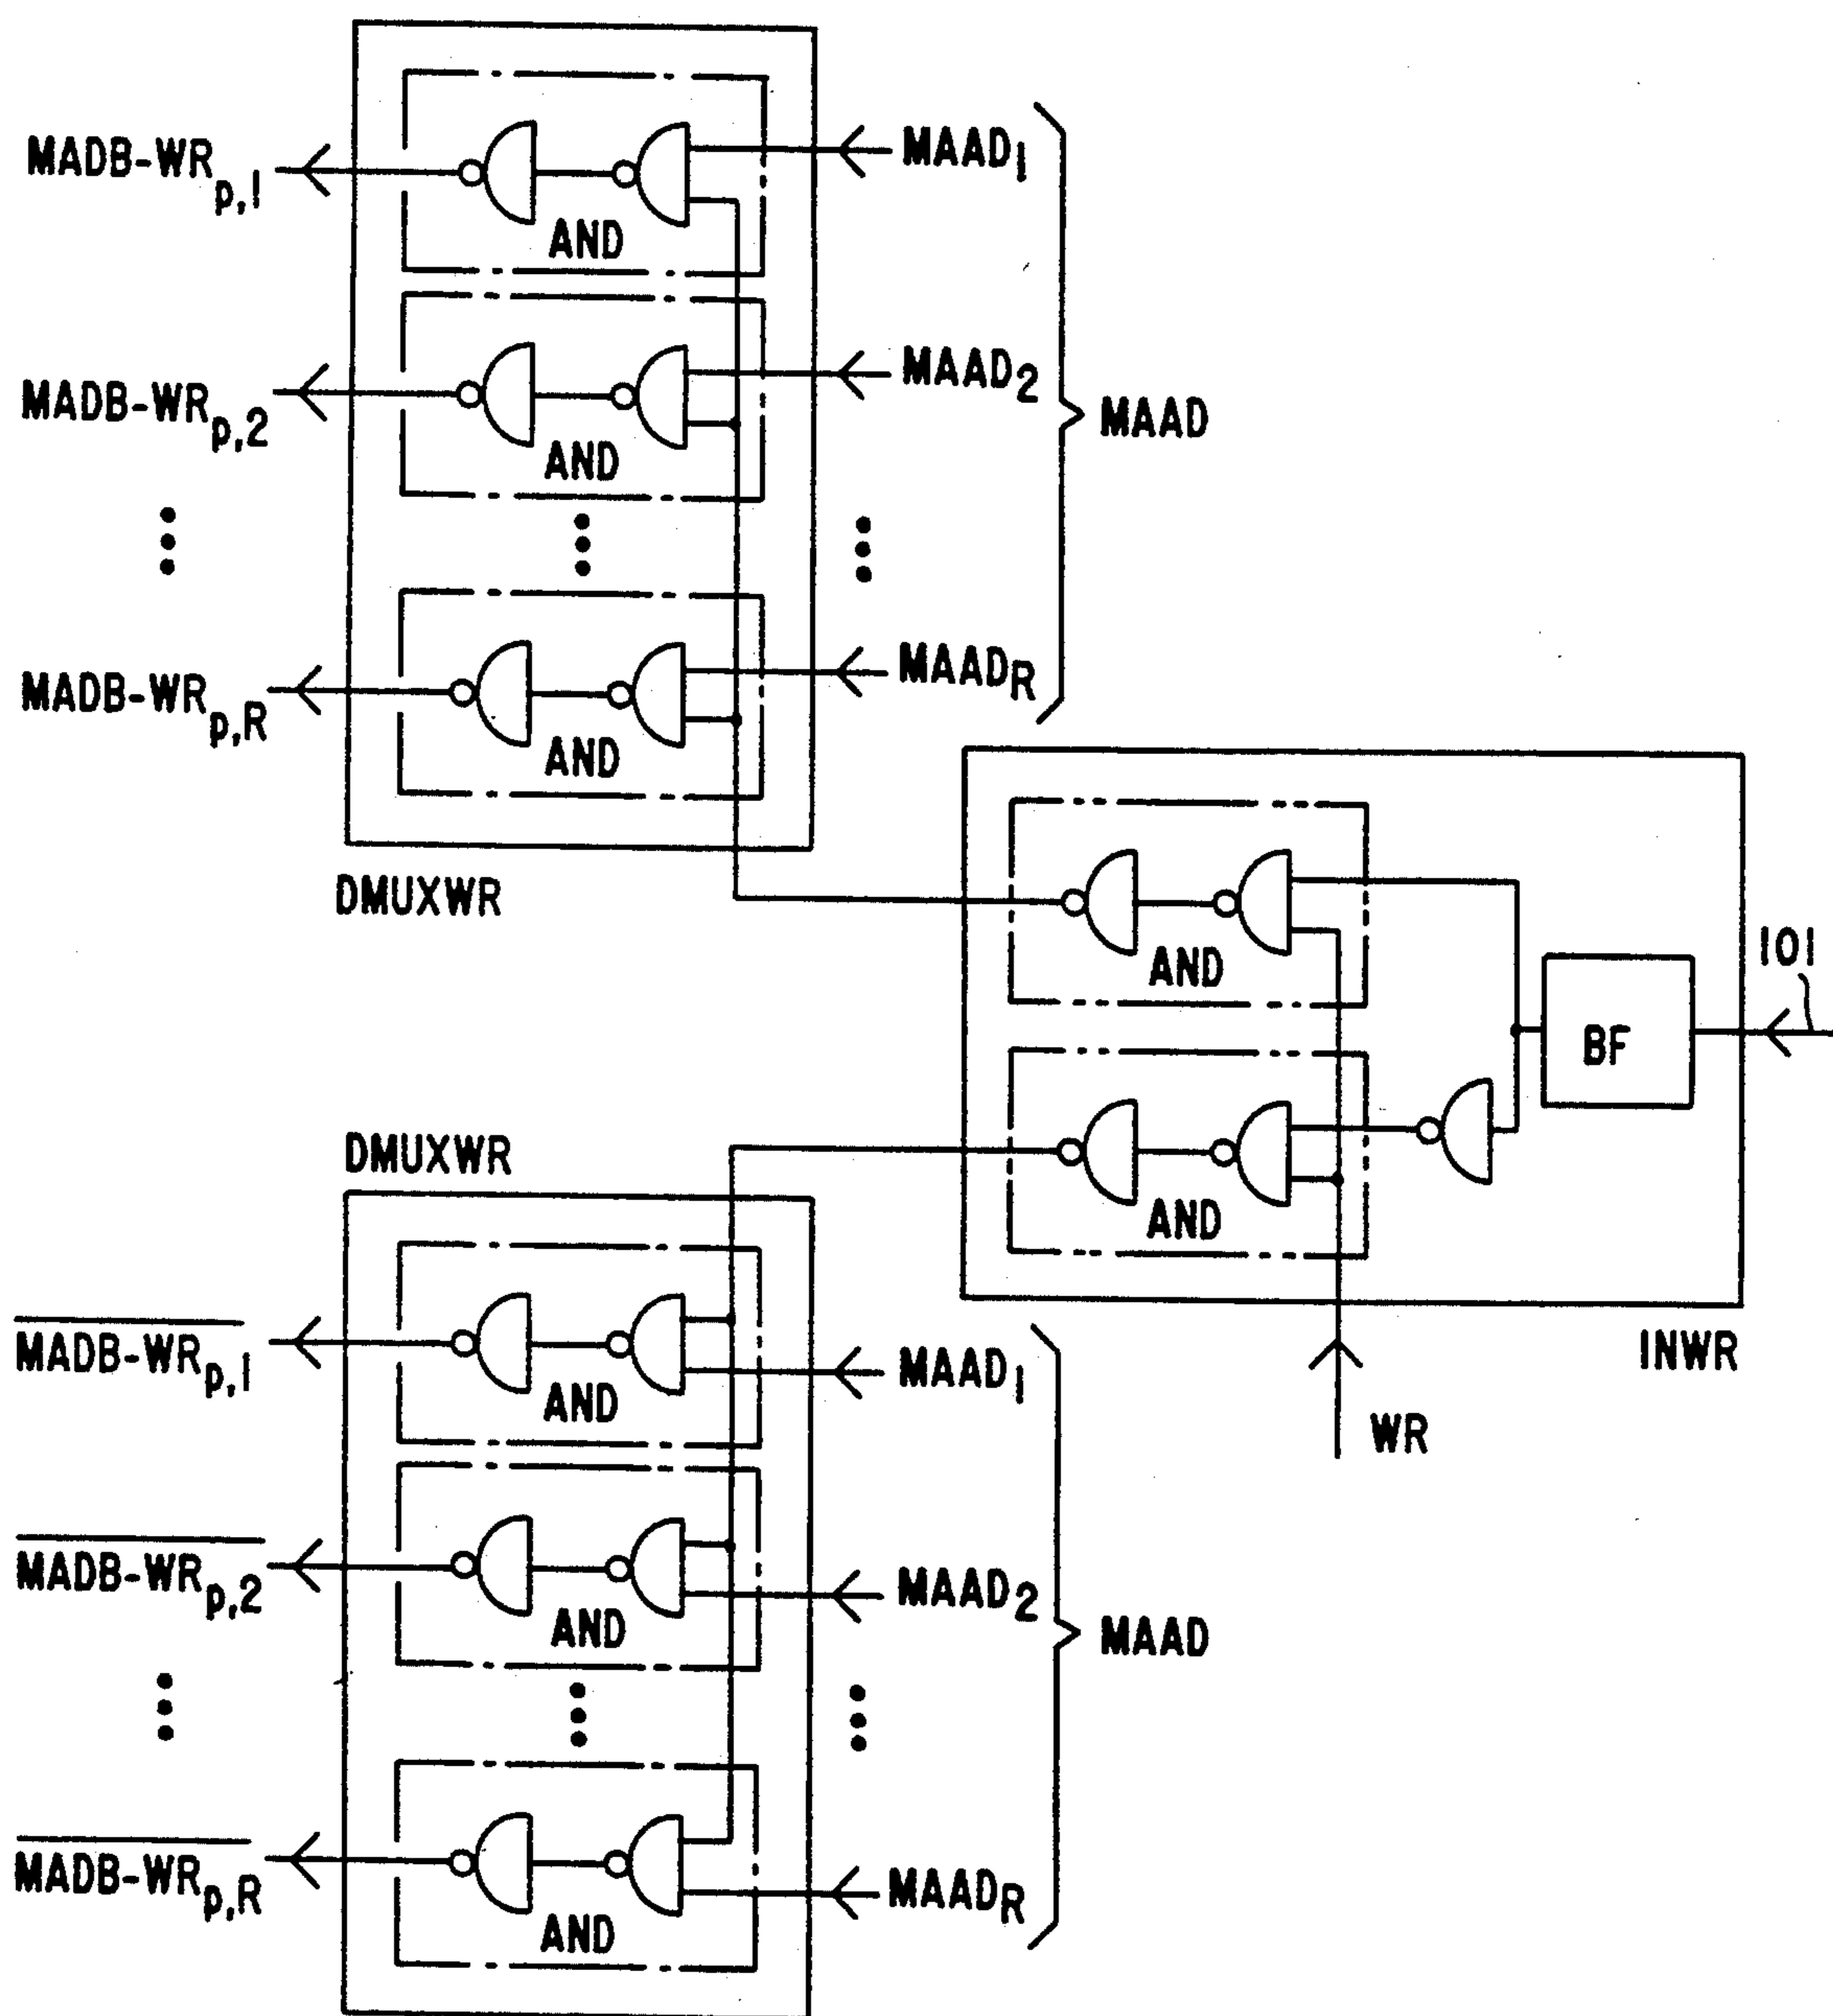 MADB-WRp,1
AND
MAAD1
MADB-WRp,2
AND
MAAD2
MAAD
MADB-WRp,R
AND
MAADR
DMUXWR
AND
101
BF
AND
INWR
WR
DMUXWR
MADB-WRp,1
AND
MAAD1
MADB-WRp,2
AND
MAAD2
MAAD
MADB-WRp,R
AND
MAADR